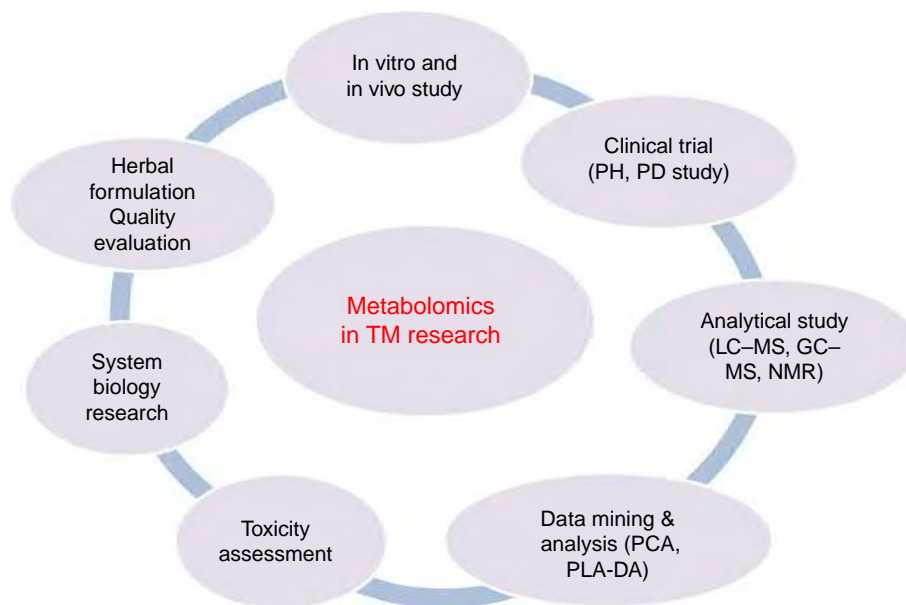 In vitro and
in vivo study
Clinical trial
(PH, PD study)
Analytical study
(LC–MS, GC–
MS, NMR)
Data mining &
analysis (PCA,
PLA-DA)
Toxicity
assessment
System
biology
research
Herbal
formulation
Quality
evaluation
Metabolomics
in TM research